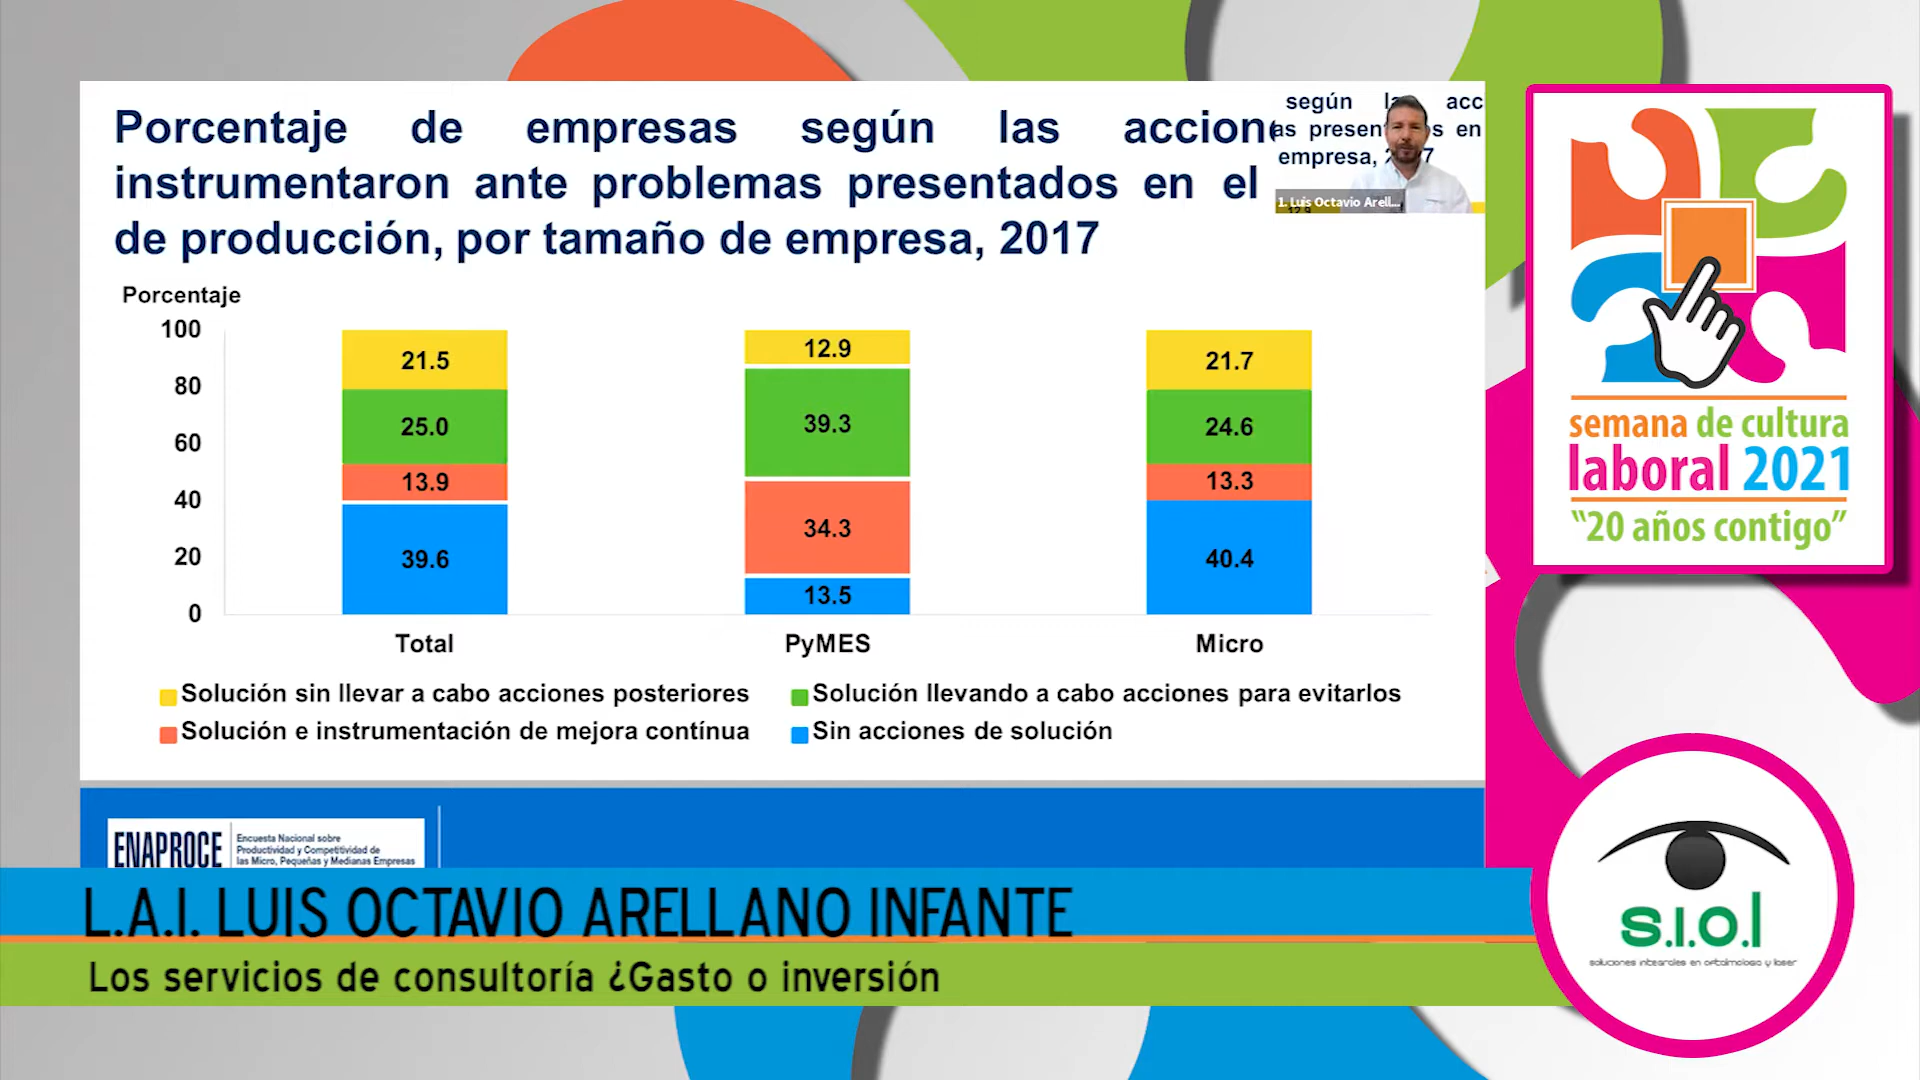 Porcentaje de empresas según las accione
instrumentaron ante problemas presentados en el
de producción, por tamaño de empresa, 2017
según acc
s en
empresa,
1. Luis Octavio Arell...
Porcentaje
100
80
60
40
20
0
21.5
25.0
13.9
39.6
12.9
39.3
34.3
13.5
21.7
24.6
13.3
40.4
Total
PyMES
Micro
Solución sin llevar a cabo acciones posteriores
Solución llevando a cabo acciones para evitarlos
Solución e instrumentación de mejora contínua
Sin acciones de solución
ENAPROCE
Encuesta Nacional sobre
Productividad y Competitividad de
las Micro, Pequeñas y Medianas Empresas
L.A.I. LUIS OCTAVIO ARELLANO INFANTE
Los servicios de consultoría ¿Gasto o inversión
semana de cultura
laboral 2021
"20 años contigo"
s.i.o.l
soluciones integrales en oftalmologia y laser